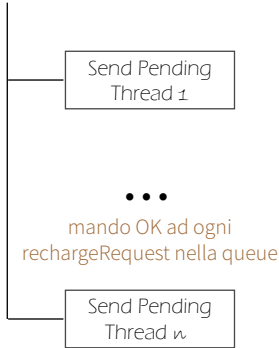 Send Pending
Thread 1
...
mando OK ad ogni
rechargeRequest nella queue
Send Pending
Thread n